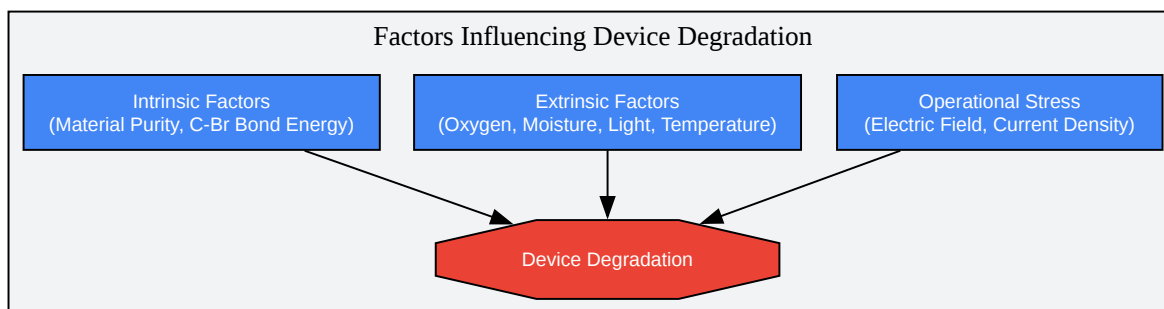 Factors Influencing Device Degradation
Intrinsic Factors
(Material Purity, C-Br Bond Energy)
Extrinsic Factors
(Oxygen, Moisture, Light, Temperature)
Operational Stress
(Electric Field, Current Density)
Device Degradation